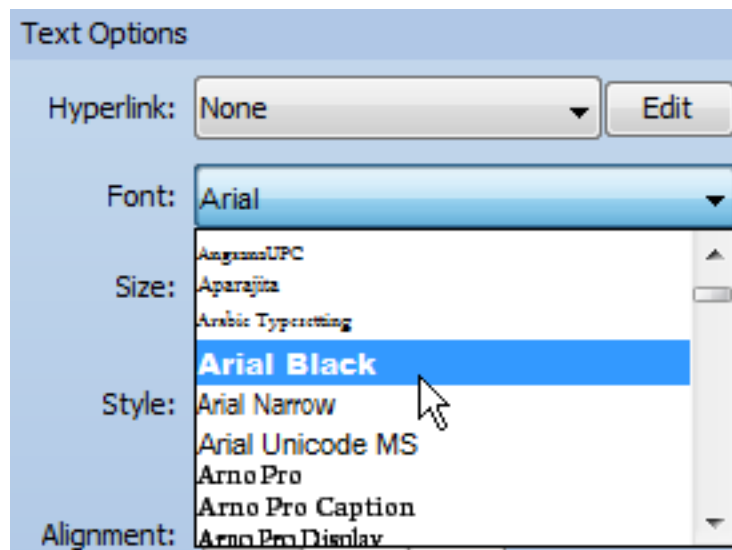 Text Options
Hyperlink: None Edit
Font: Arial
AngsanaUPC
Size: Aparajita
Arabic Typesetting
Arial Black
Style: Arial Narrow
Arial Unicode MS
Arno Pro
Arno Pro Caption
Alignment: Arno Pro Display